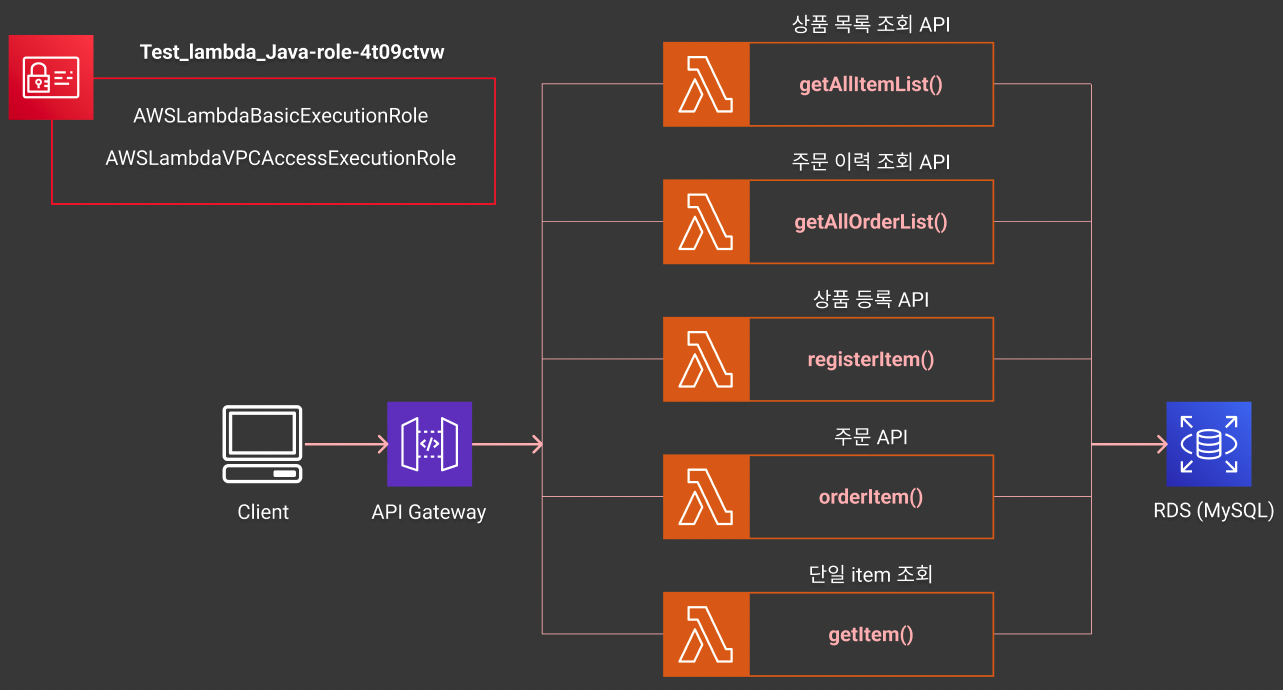 Test_lambda_Java-role-4t09ctvw
AWSLambdaBasicExecutionRole
AWSLambdaVPCAccessExecutionRole
상품 목록 조회 API
getAllItemList()
주문 이력 조회 API
getAllOrderList()
상품 등록 API
registerItem()
주문 API
orderItem()
단일 item 조회
getItem()
Client
</>
API Gateway
RDS (MySQL)